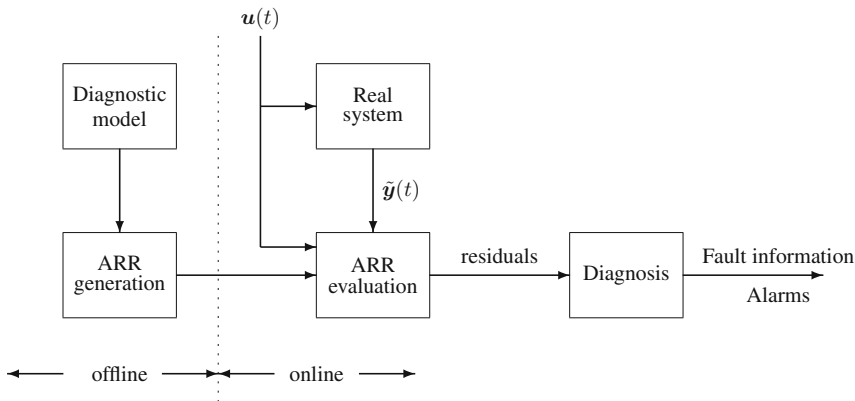 u(t)
Diagnostic
model
Real
system
ỹ(t)
ARR
generation
ARR
evaluation
residuals
Diagnosis
Fault information
Alarms
offline
online